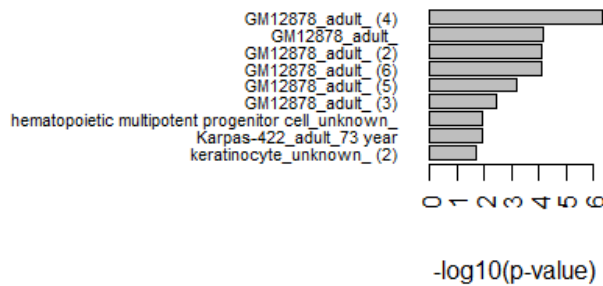 GM12878_adult_ (4)
GM12878_adult_
GM12878_adult_ (2)
GM12878_adult_ (6)
GM12878_adult_ (5)
GM12878_adult_ (3)
hematopoietic multipotent progenitor cell_unknown_
Karpas-422_adult_73 year
keratinocyte_unknown_ (2)
0 1 2 3 4 5 6
-log10(p-value)